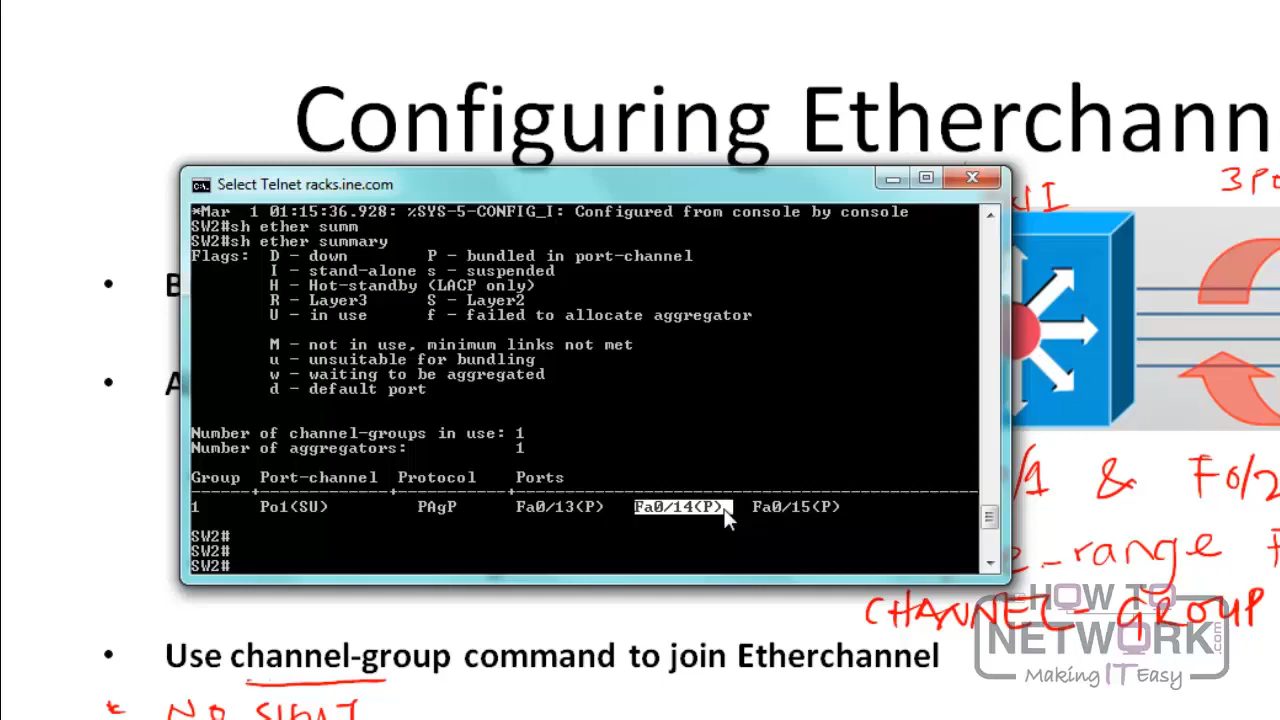 Configuring Etherchann
3Po
Select Telnet racks.ine.com
*Mar 1 01:15:36.928: %SYS-5-CONFIG_I: Configured from console by console
SW2#sh ether summ
SW2#sh ether summary
Flags: D - down P - bundled in port-channel
I - stand-alone s - suspended
H - Hot-standby (LACP only)
R - Layer3 S - Layer2
U - in use f - failed to allocate aggregator
M - not in use, minimum links not met
u - unsuitable for bundling
w - waiting to be aggregated
d - default port
Number of channel-groups in use: 1
Number of aggregators: 1
Group Port-channel Protocol Ports
------+-------------+-----------+-----------------------------------------------
1 Po1(SU) PAgP Fa0/13(P) Fa0/14(P) Fa0/15(P)
SW2#
SW2#
SW2#
• B
• A
/1 & F0/2
e_range F
CHANNEL-GROUP
HOW TO
NETWORK.com
Making IT Easy
• Use channel-group command to join Etherchannel
* NO SHUT